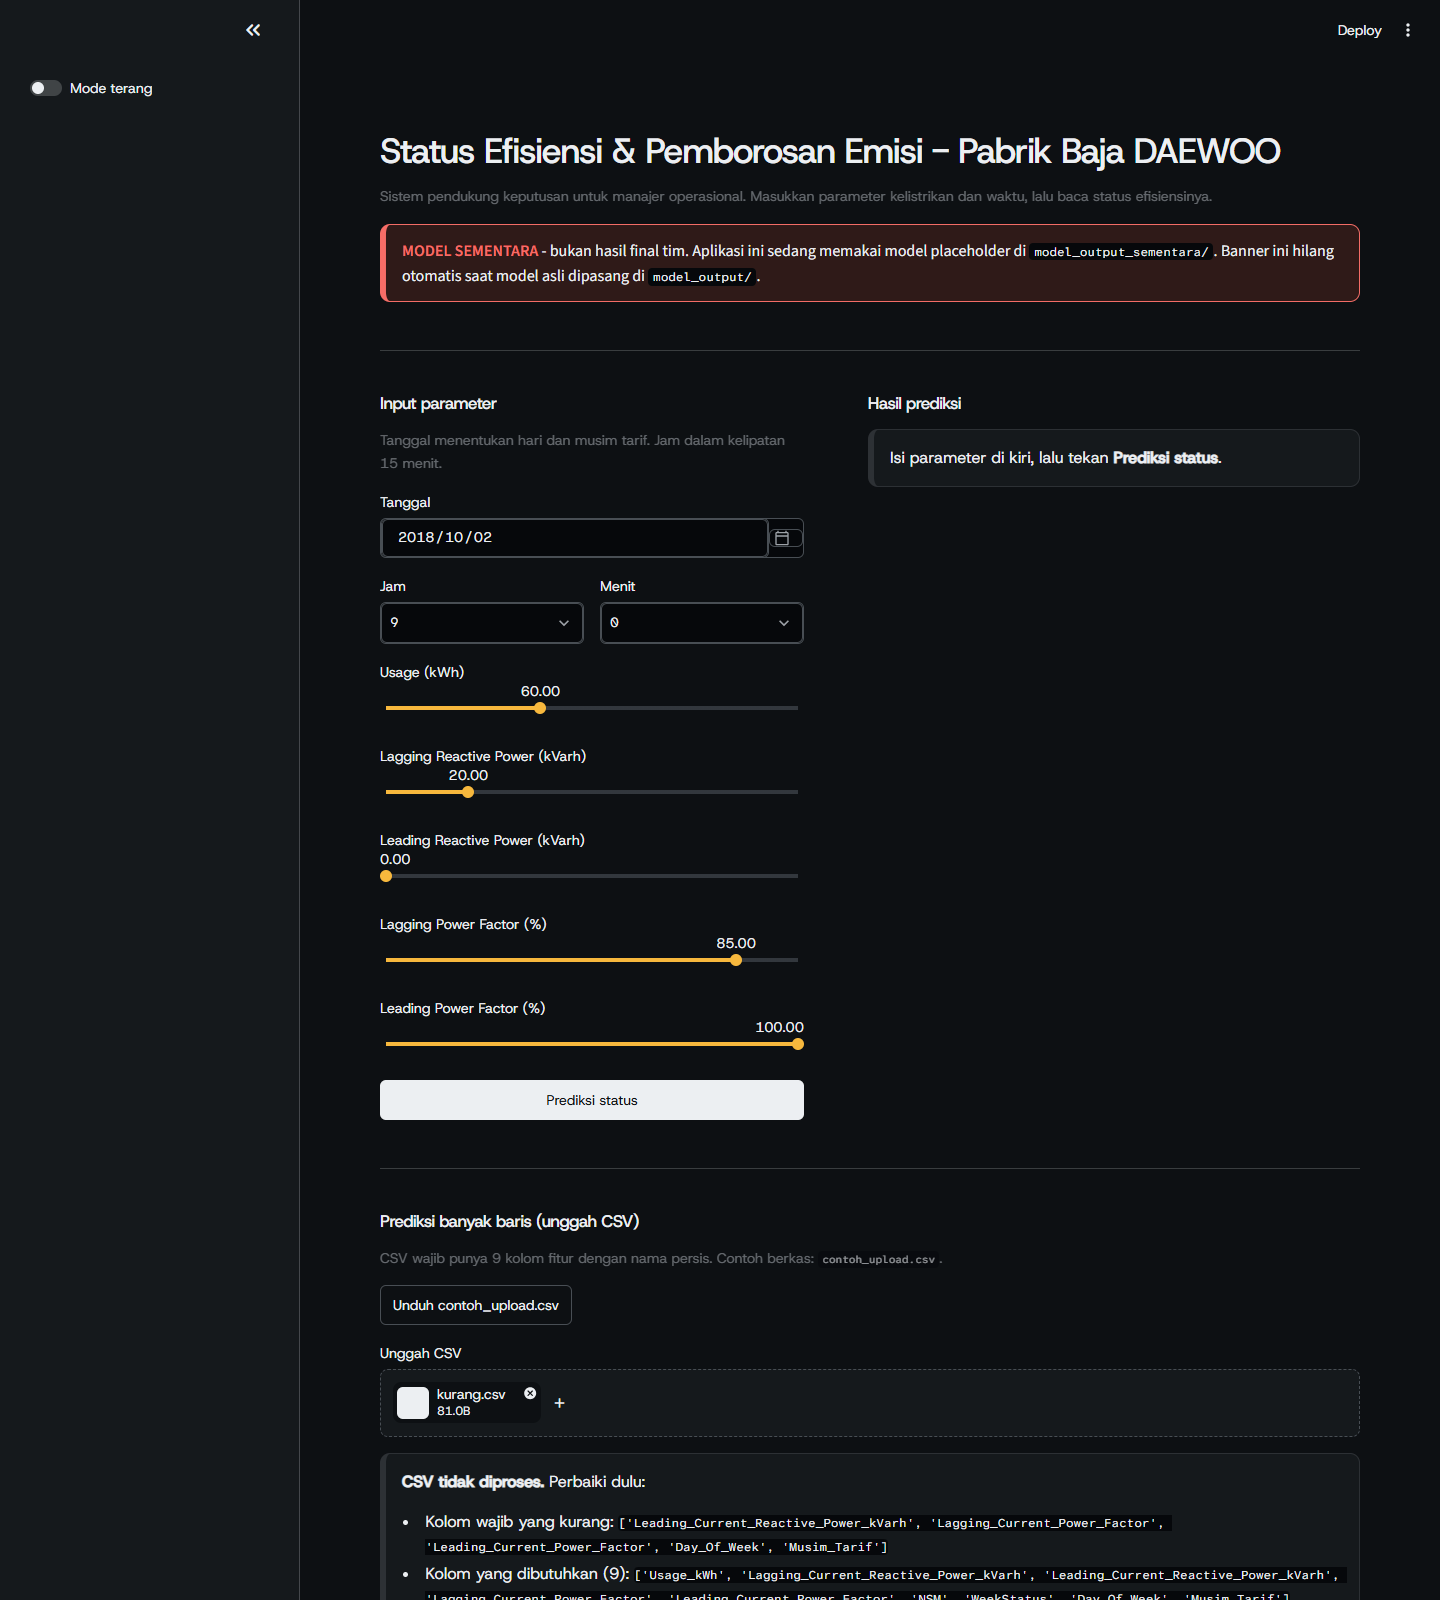 Deploy
Mode terang
Status Efisiensi & Pemborosan Emisi – Pabrik Baja DAEWOO
Sistem pendukung keputusan untuk manajer operasional. Masukkan parameter kelistrikan dan waktu, lalu baca status efisiensinya.
MODEL SEMENTARA - bukan hasil final tim. Aplikasi ini sedang memakai model placeholder di model_output_sementara/. Banner ini hilang
otomatis saat model asli dipasang di model_output/.
Input parameter
Tanggal menentukan hari dan musim tarif. Jam dalam kelipatan
15 menit.
Tanggal
2018/10/02
Jam
Menit
9
0
Usage (kWh)
60.00
Lagging Reactive Power (kVarh)
20.00
Leading Reactive Power (kVarh)
0.00
Lagging Power Factor (%)
85.00
Leading Power Factor (%)
100.00
Prediksi status
Hasil prediksi
Isi parameter di kiri, lalu tekan Prediksi status.
Prediksi banyak baris (unggah CSV)
CSV wajib punya 9 kolom fitur dengan nama persis. Contoh berkas: contoh_upload.csv.
Unduh contoh_upload.csv
Unggah CSV
kurang.csv
81.0B
CSV tidak diproses. Perbaiki dulu:
Kolom wajib yang kurang: ['Leading_Current_Reactive_Power_kVarh', 'Lagging_Current_Power_Factor',
'Leading_Current_Power_Factor', 'Day_Of_Week', 'Musim_Tarif']
Kolom yang dibutuhkan (9): ['Usage_kWh', 'Lagging_Current_Reactive_Power_kVarh', 'Leading_Current_Reactive_Power_kVarh',
'Lagging_Current_Power_Factor', 'Leading_Current_Power_Factor', 'NSM', 'WeekStatus', 'Day_Of_Week', 'Musim_Tarif']